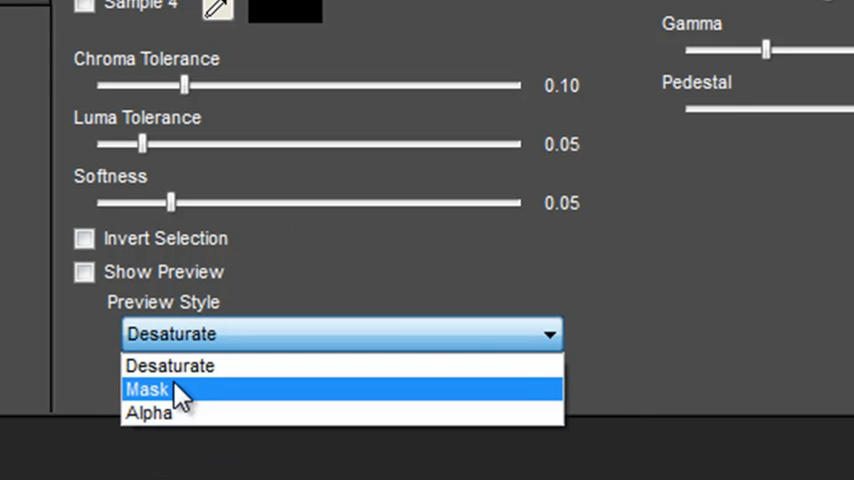 Sample 4
Gamma
Chroma Tolerance
0.10
Pedestal
Luma Tolerance
0.05
Softness
0.05
Invert Selection
Show Preview
Preview Style
Desaturate
Desaturate
Mask
Alpha